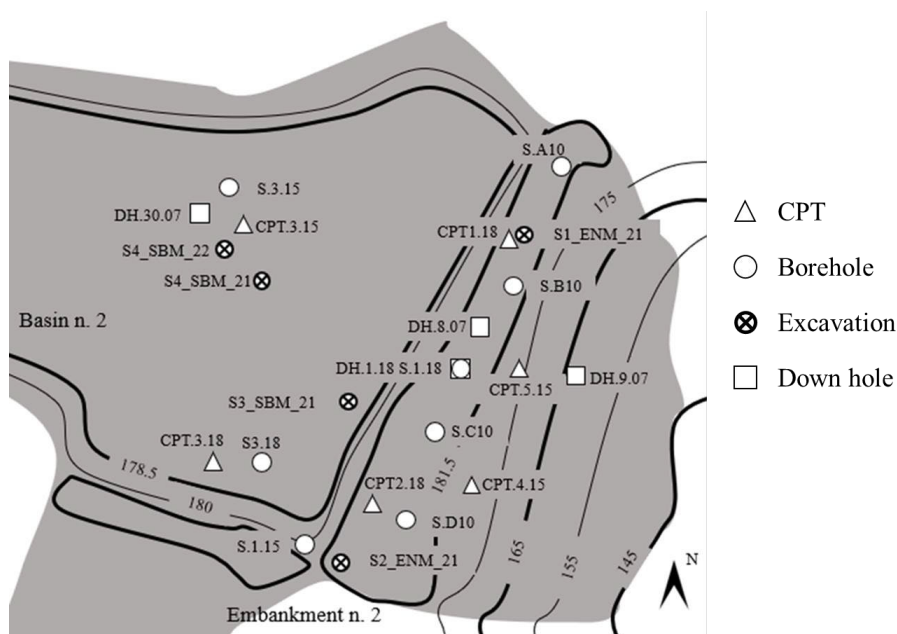 S.A10
S.3.15
175
DH.30.07
CPT.3.15
CPT1.18
S1_ENM_21
S4_SBM_22
S4_SBM_21
S.B10
Basin n. 2
DH.8.07
DH.1.18 S.1.18
CPT.5.15
DH.9.07
S3_SBM_21
S.C10
CPT.3.18
S3.18
178.5
181.5
CPT2.18
CPT.4.15
180
S.D10
S.1.15
S2_ENM_21
165
155
145
N
Embankment n. 2
CPT
Borehole
Excavation
Down hole